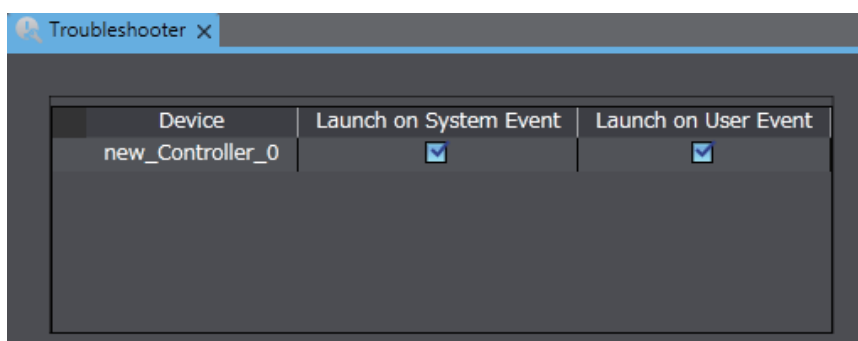 Troubleshooter
Device Launch on System Event Launch on User Event
new_Controller_0